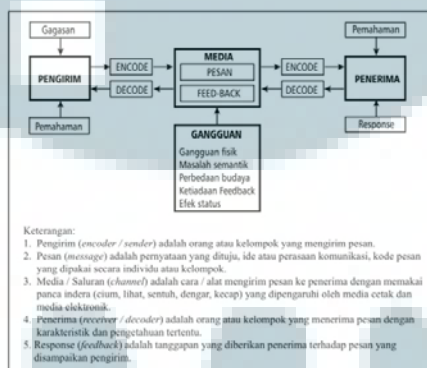 Gagasan
Pemahaman
PENGIRIM
ENCODE
DECODE
MEDIA
PESAN
FEED-BACK
ENCODE
DECODE
PENERIMA
Pemahaman
Response
GANGGUAN
Gangguan fisik
Masalah semantik
Perbedaan budaya
Ketiadaan Feedback
Efek status
Keterangan:
1. Pengirim (encoder / sender) adalah orang atau kelompok yang mengirim pesan.
2. Pesan (message) adalah pernyataan yang dituju, ide atau perasaan komunikasi, kode pesan
yang dipakai secara individu atau kelompok.
3. Media / Saluran (channel) adalah cara / alat mengirim pesan ke penerima dengan memakai
panca indera (cium, lihat, sentuh, dengar, kecap) yang dipengaruhi oleh media cetak dan
media elektronik.
4. Penerima (receiver / decoder) adalah orang atau kelompok yang menerima pesan dengan
karakteristik dan pengetahuan tertentu.
5. Response (feedback) adalah tanggapan yang diberikan penerima terhadap pesan yang
disampaikan pengirim.